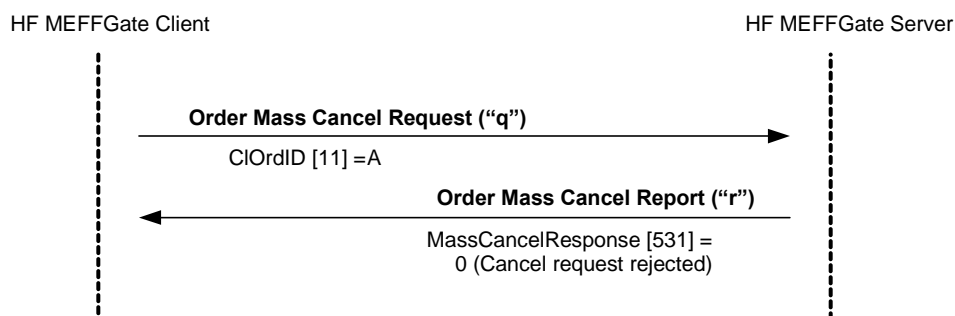 HF MEFFGate Client
HF MEFFGate Server
Order Mass Cancel Request (“q”)
ClOrdID [11] =A
Order Mass Cancel Report (“r”)
MassCancelResponse [531] =
0 (Cancel request rejected)